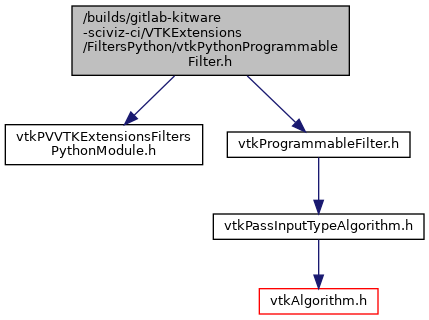 /builds/gitlab-kitware
-sciviz-ci/VTKExtensions
/FiltersPython/vtkPythonProgrammable
Filter.h
vtkPVVTKExtensionsFilters
PythonModule.h
vtkProgrammableFilter.h
vtkPassInputTypeAlgorithm.h
vtkAlgorithm.h